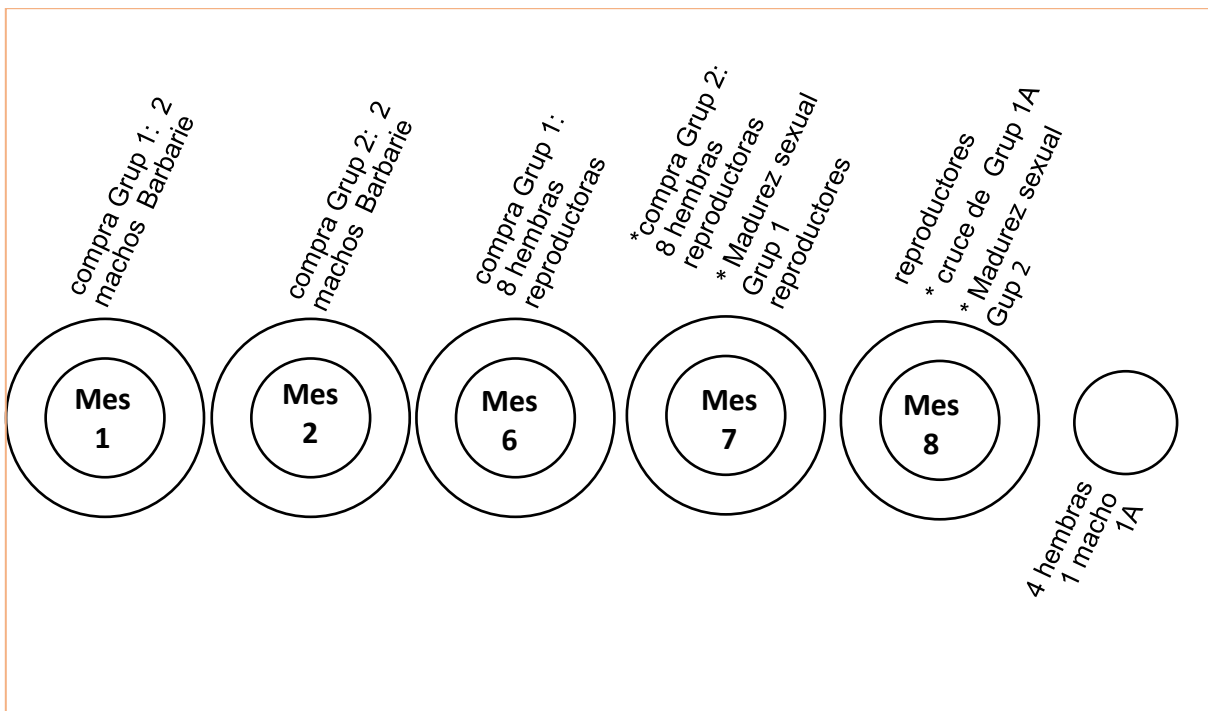 compra Grup 1: 2
machos Barbarie
compra Grup 2: 2
machos Barbarie
compra Grup 1:
8 hembras
reproductoras
*compra Grup 2:
8 hembras
reproductoras
* Madurez sexual
Grup 1
reproductores
reproductores
* cruce de Grup 1A
* Madurez sexual
Gup 2
Mes
1
Mes
2
Mes
6
Mes
7
Mes
8
4 hembras
1 macho
1A